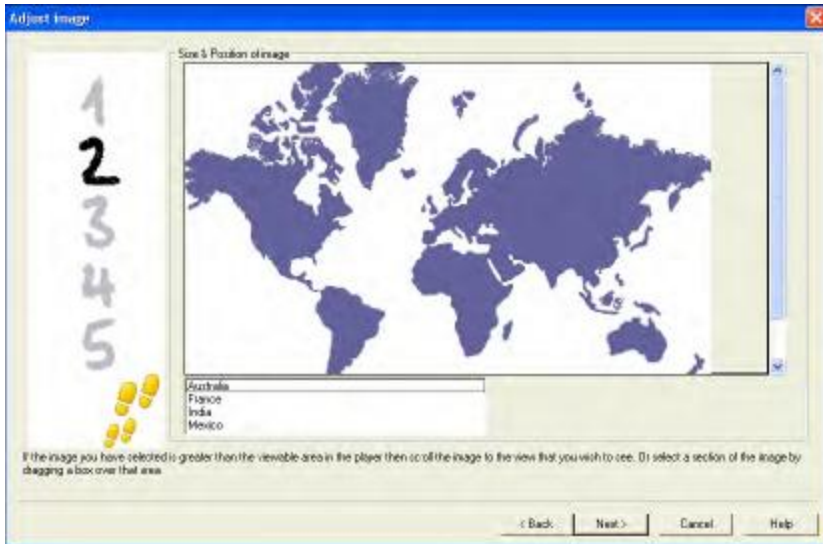 Adjust image
Size & Position of image
1
2
3
4
5
Australia
France
India
Mexico
If the image you have selected is greater than the viewable area in the player then scroll the image to the view that you wish to see. Or select a section of the image by
dragging a box over that area
< Back
Next >
Cancel
Help